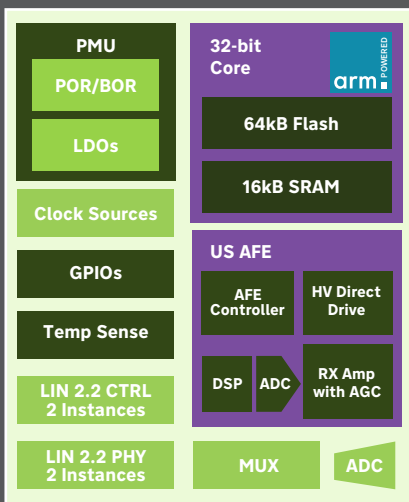 PMU
POR/BOR
LDOs
Clock Sources
GPIOs
Temp Sense
LIN 2.2 CTRL
2 Instances
LIN 2.2 PHY
2 Instances
32-bit
Core
arm
POWERED
64kB Flash
16kB SRAM
US AFE
AFE
Controller
HV Direct
Drive
DSP
ADC
RX Amp
with AGC
MUX
ADC